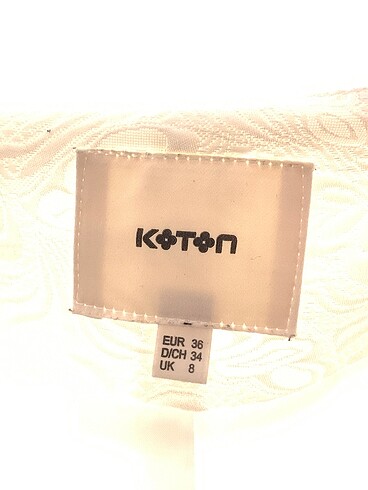 KOTON
EUR 36
D/CH 34
UK 8